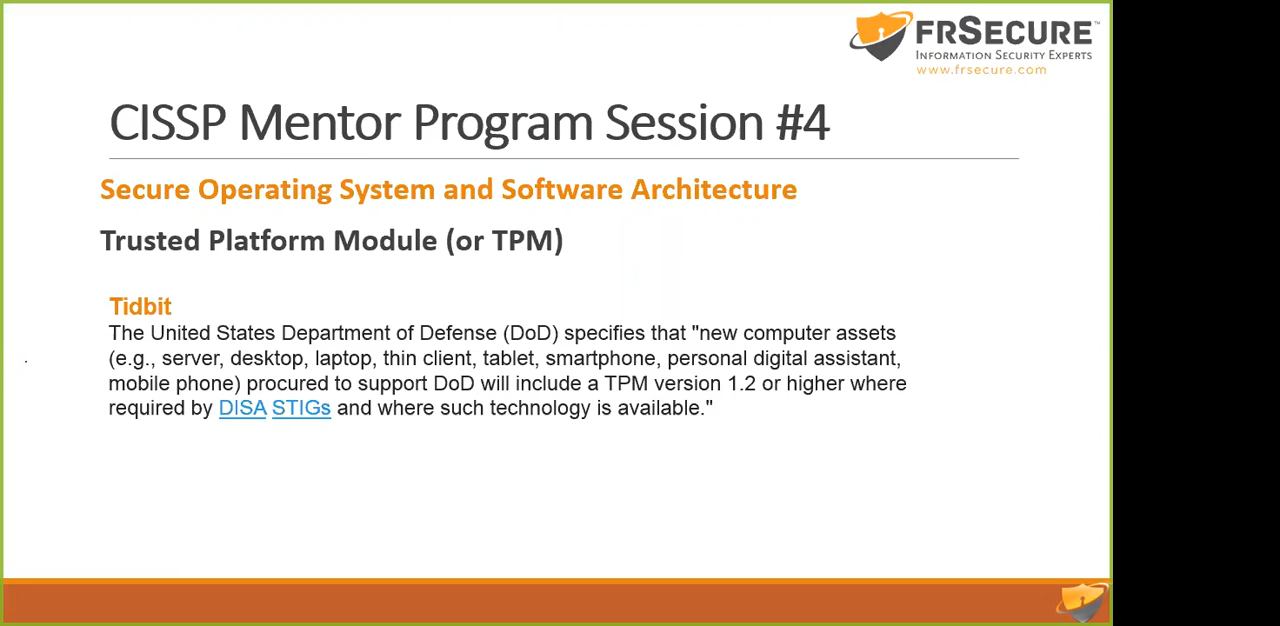 FRSECURE™
INFORMATION SECURITY EXPERTS
www.frsecure.com
CISSP Mentor Program Session #4
Secure Operating System and Software Architecture
Trusted Platform Module (or TPM)
Tidbit
The United States Department of Defense (DoD) specifies that "new computer assets
(e.g., server, desktop, laptop, thin client, tablet, smartphone, personal digital assistant,
mobile phone) procured to support DoD will include a TPM version 1.2 or higher where
required by DISA STIGs and where such technology is available."